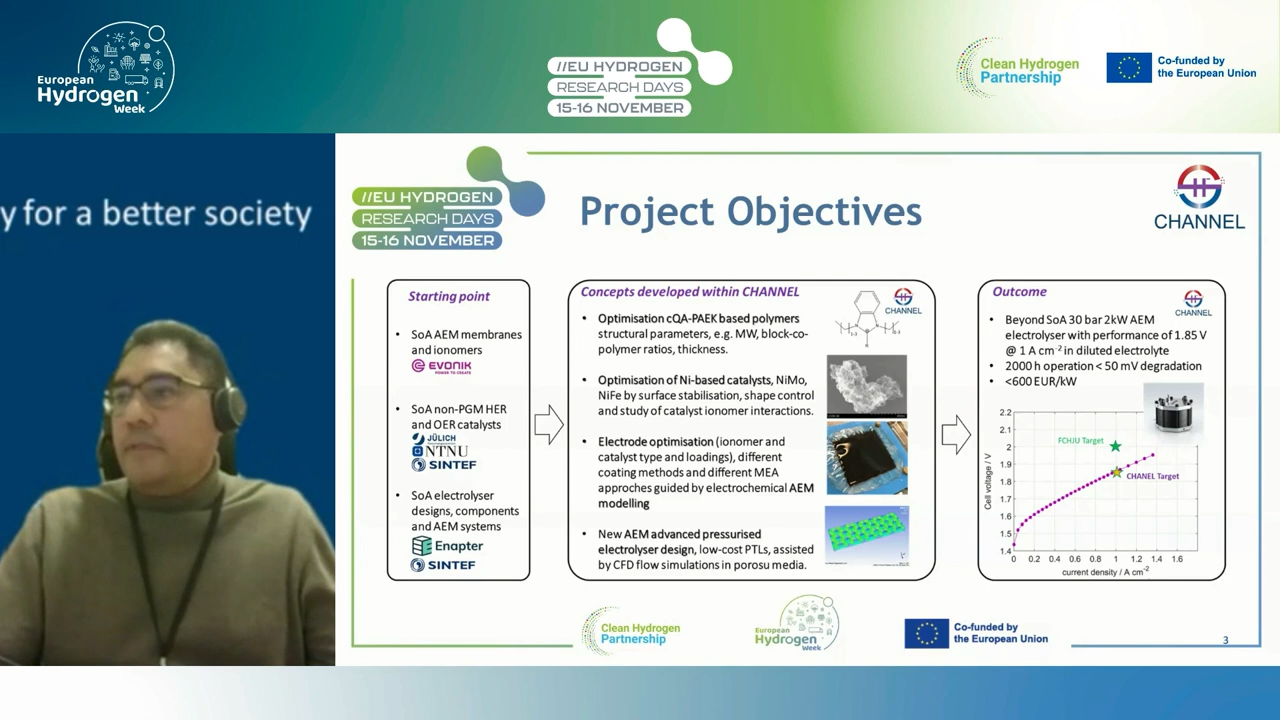 European
Hydrogen
Week
//EU HYDROGEN
RESEARCH DAYS
15-16 NOVEMBER
Clean Hydrogen
Partnership
Co-funded by
the European Union
y for a better society
//EU HYDROGEN
RESEARCH DAYS
15-16 NOVEMBER
Project Objectives
CHANNEL
Starting point
• SoA AEM membranes
and ionomers
EVONIK
POWER TO CREATE
• SoA non-PGM HER
and OER catalysts
JÜLICH
NTNU
SINTEF
• SoA electrolyser
designs, components
and AEM systems
Enapter
SINTEF
Concepts developed within CHANNEL
CHANNEL
• Optimisation cQA-PAEK based polymers
structural parameters, e.g. MW, block-co-
polymer ratios, thickness.
• Optimisation of Ni-based catalysts, NiMo,
NiFe by surface stabilisation, shape control
and study of catalyst ionomer interactions.
• Electrode optimisation (ionomer and
catalyst type and loadings), different
coating methods and different MEA
approches guided by electrochemical AEM
modelling
• New AEM advanced pressurised
electrolyser design, low-cost PTLs, assisted
by CFD flow simulations in porosu media.
Outcome
CHANNEL
• Beyond SoA 30 bar 2kW AEM
electrolyser with performance of 1.85 V
@ 1 A cm⁻² in diluted electrolyte
• 2000 h operation < 50 mV degradation
• <600 EUR/kW
2.2
2.1
2
1.9
1.8
1.7
1.6
1.5
1.4
Cell voltage / V
FCHJU Target
CHANEL Target
0 0.2 0.4 0.6 0.8 1 1.2 1.4 1.6
current density / A cm⁻²
Clean Hydrogen
Partnership
European
Hydrogen
Week
Co-funded by
the European Union
3